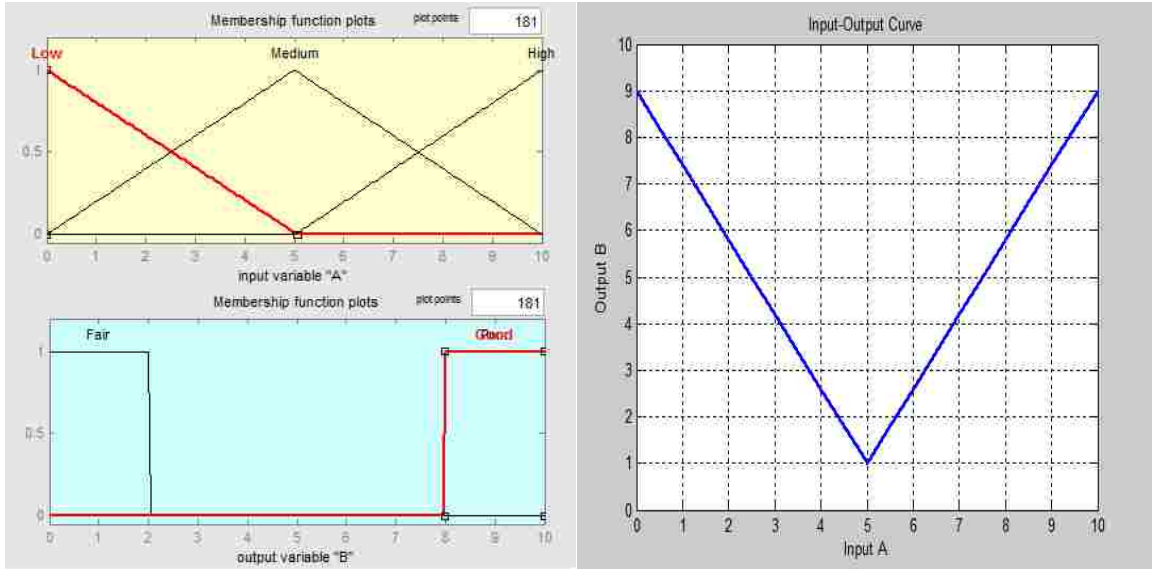 Membership function plots
plot points: 181
Low Medium High
1
0.5
0
0 1 2 3 4 5 6 7 8 9 10
input variable "A"
Membership function plots
plot points: 181
Fair
1
0.5
0
0 1 2 3 4 5 6 7 8 9 10
output variable "B"
Input-Output Curve
10
9
8
7
6
5
4
3
2
1
0
Output B
0 1 2 3 4 5 6 7 8 9 10
Input A